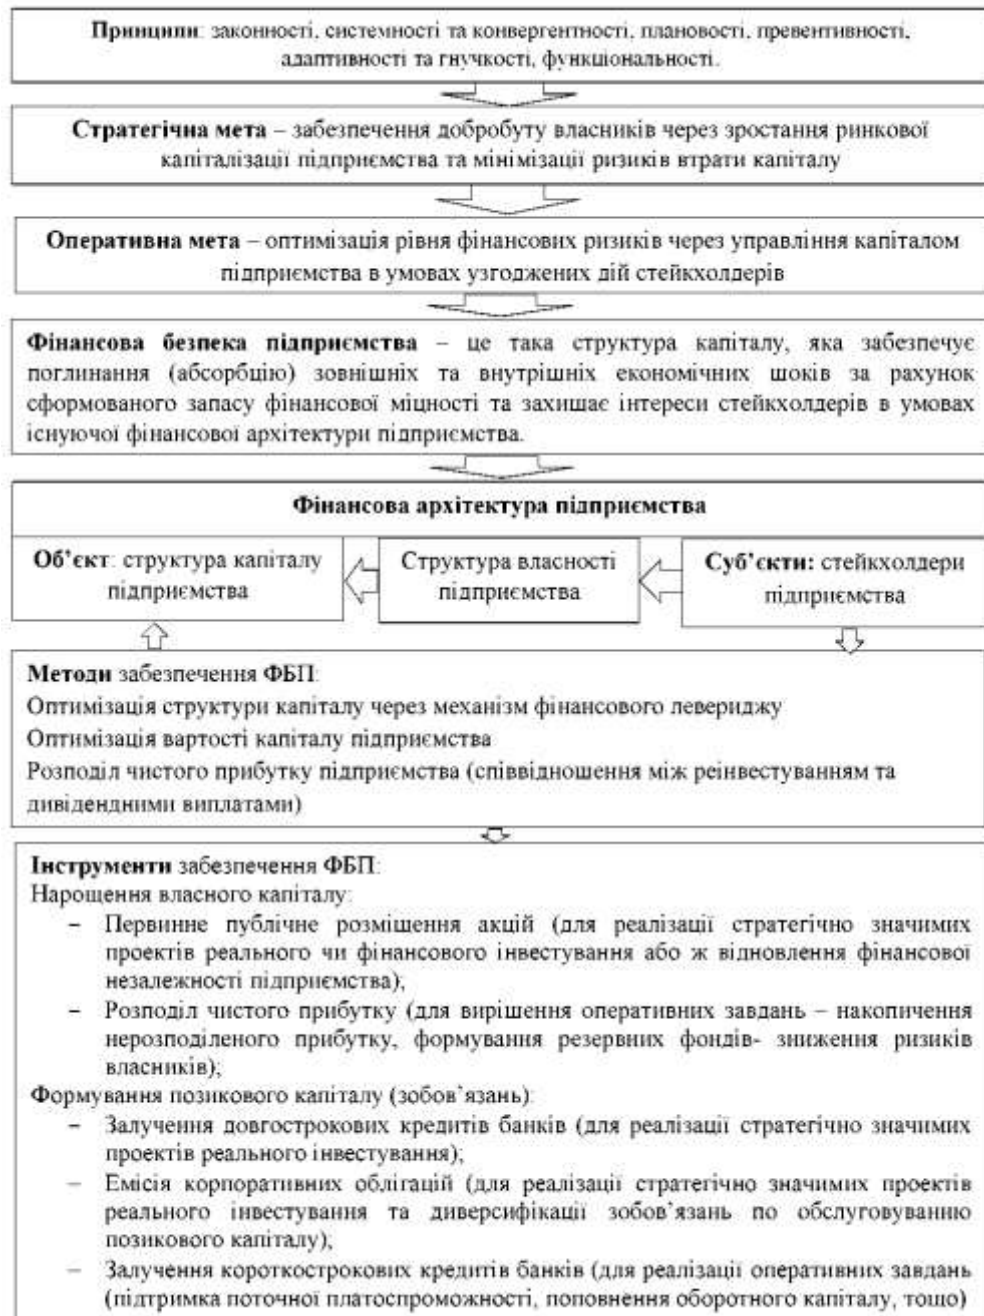 Принципи: законності, системності та конвергентності, плановості, превентивності,
адаптивності та гнучкості, функціональності.
Стратегічна мета – забезпечення добробуту власників через зростання ринкової
капіталізації підприємства та мінімізації ризиків втрати капіталу
Оперативна мета – оптимізація рівня фінансових ризиків через управління капіталом
підприємства в умовах узгоджених дій стейкхолдерів
Фінансова безпека підприємства – це така структура капіталу, яка забезпечує
поглинання (абсорбцію) зовнішніх та внутрішніх економічних шоків за рахунок
сформованого запасу фінансової міцності та захищає інтереси стейкхолдерів в умовах
існуючої фінансової архітектури підприємства.
Фінансова архітектура підприємства
Об’єкт: структура капіталу
підприємства
Структура власності
підприємства
Суб’єкти: стейкхолдери
підприємства
Методи забезпечення ФБП:
Оптимізація структури капіталу через механізм фінансового левериджу
Оптимізація вартості капіталу підприємства
Розподіл чистого прибутку підприємства (співвідношення між реінвестуванням та
дивідендними виплатами)
Інструменти забезпечення ФБП:
Нарощення власного капіталу:
– Первинне публічне розміщення акцій (для реалізації стратегічно значимих
проектів реального чи фінансового інвестування або ж відновлення фінансової
незалежності підприємства);
– Розподіл чистого прибутку (для вирішення оперативних завдань – накопичення
нерозподіленого прибутку, формування резервних фондів- зниження ризиків
власників);
Формування позикового капіталу (зобов’язань):
– Залучення довгострокових кредитів банків (для реалізації стратегічно значимих
проектів реального інвестування);
– Емісія корпоративних облігацій (для реалізації стратегічно значимих проектів
реального інвестування та диверсифікації зобов’язань по обслуговуванню
позикового капіталу);
– Залучення короткострокових кредитів банків (для реалізації оперативних завдань
(підтримка поточної платоспроможності, поповнення оборотного капіталу, тощо)